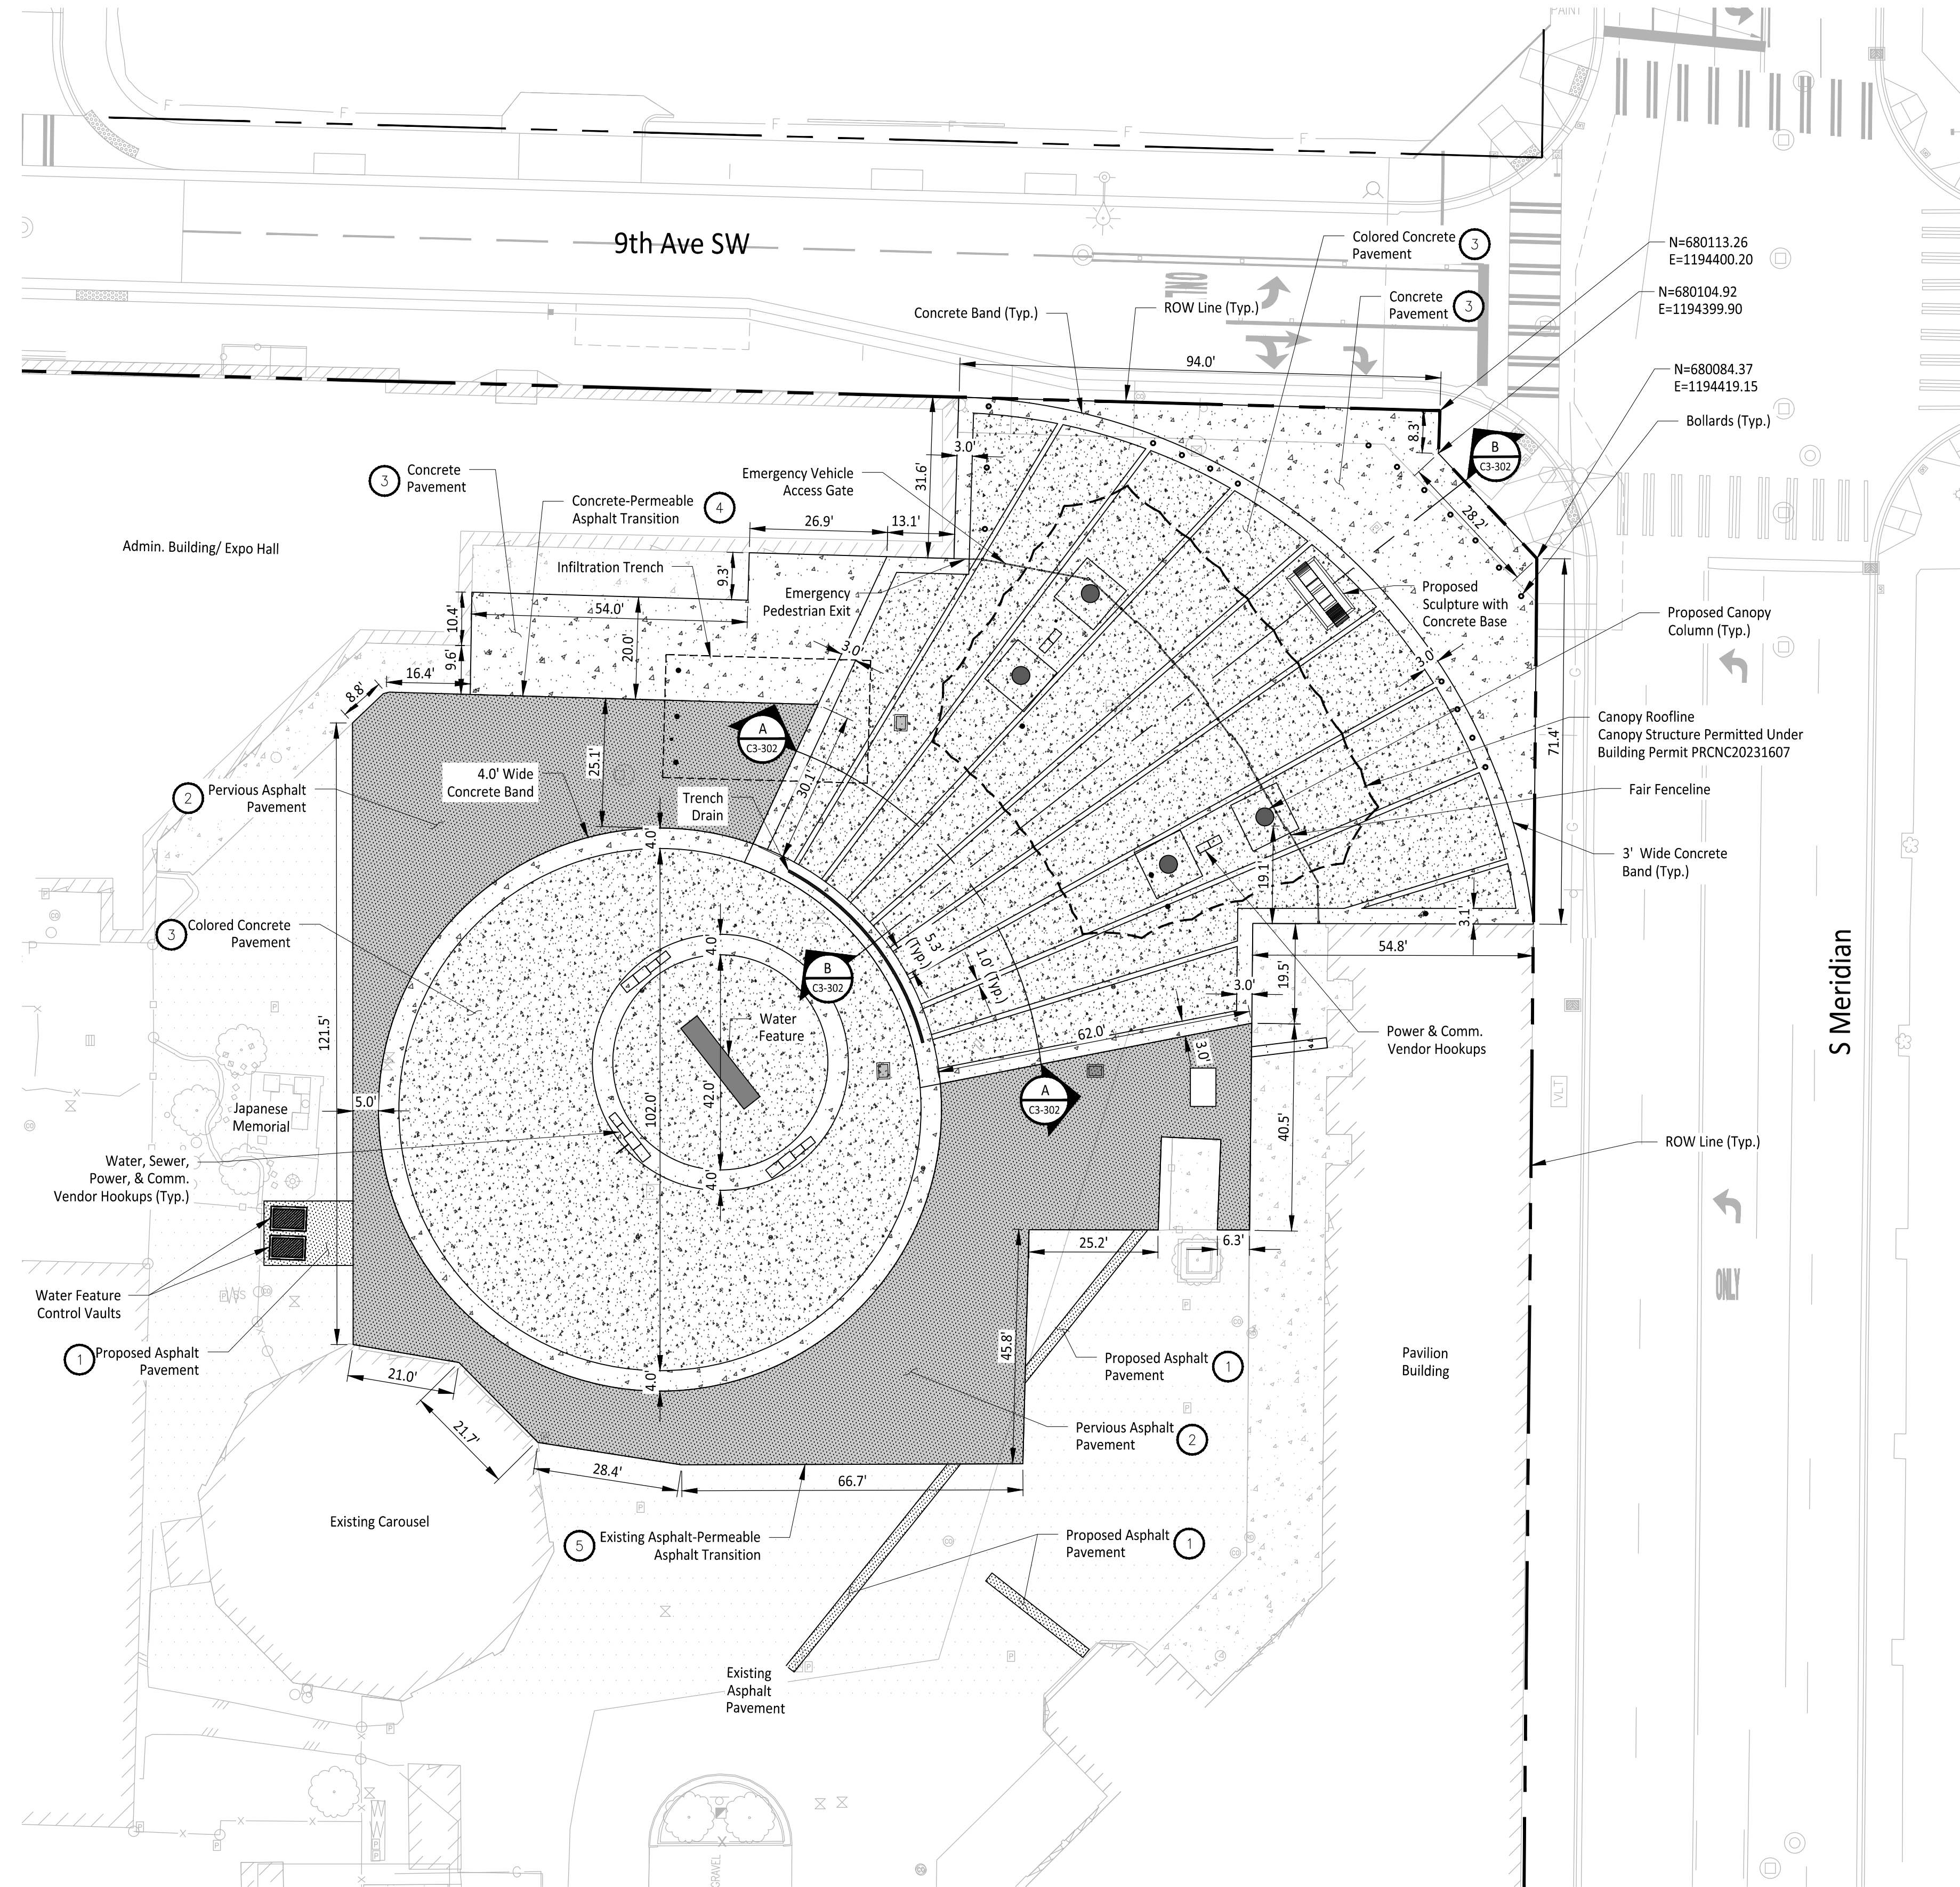 PAINT
F
F
F
F
F
F
9th Ave SW
Colored Concrete
Pavement
3
N=680113.26
E=1194400.20
N=680104.92
E=1194399.90
Concrete
Pavement
3
Concrete Band (Typ.)
ROW Line (Typ.)
94.0'
N=680084.37
E=1194419.15
Bollards (Typ.)
8.3'
B
C3-302
3.0'
31.6'
3
Concrete
Pavement
Emergency Vehicle
Access Gate
Concrete-Permeable
Asphalt Transition
4
26.9'
13.1'
28.2'
Admin. Building/ Expo Hall
Infiltration Trench
9.3'
Emergency
Pedestrian Exit
Proposed
Sculpture with
Concrete Base
54.0'
10.4'
Proposed Canopy
Column (Typ.)
20.0'
9.6'
3.0'
3.0'
16.4'
8.8'
Canopy Roofline
Canopy Structure Permitted Under
Building Permit PRCNC20231607
71.4'
A
C3-302
25.1'
30.1'
4.0' Wide
Concrete Band
2
Pervious Asphalt
Pavement
Trench
Drain
Fair Fenceline
4.0'
3' Wide Concrete
Band (Typ.)
19.1'
3.1'
3
Colored Concrete
Pavement
4.0'
5.3'
(Typ.)
1.0' (Typ.)
54.8'
19.5'
3.0'
B
C3-302
S Meridian
121.5'
Water
Feature
62.0'
3.0'
Power & Comm.
Vendor Hookups
5.0'
102.0'
42.0'
A
C3-302
VLT
Japanese
Memorial
40.5'
ROW Line (Typ.)
Water, Sewer,
Power, & Comm.
Vendor Hookups (Typ.)
4.0'
25.2'
6.3'
ONLY
Water Feature
Control Vaults
45.8'
1
Proposed Asphalt
Pavement
Proposed Asphalt
Pavement
1
Pavilion
Building
21.0'
4.0'
21.7'
Pervious Asphalt
Pavement
2
28.4'
66.7'
Existing Carousel
5
Existing Asphalt-Permeable
Asphalt Transition
Proposed Asphalt
Pavement
1
Existing
Asphalt
Pavement
GRAVEL